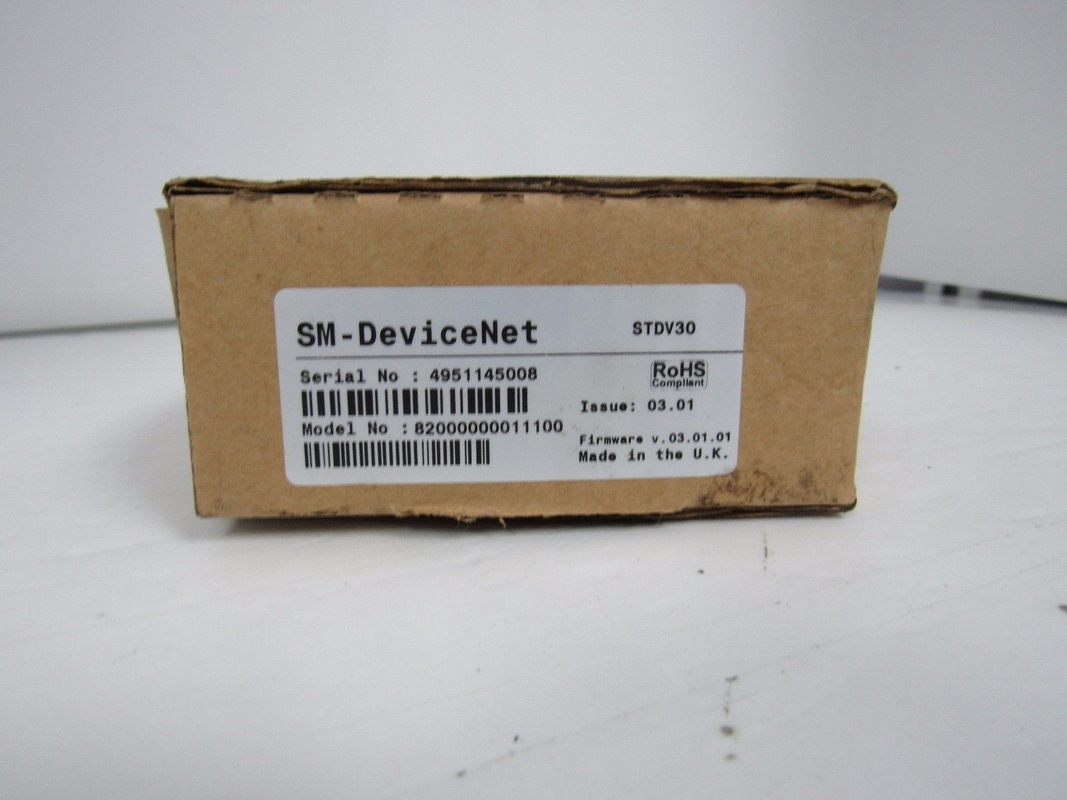 SM-DeviceNet STDV30
Serial No : 4951145008
RoHS
Compliant
Issue: 03.01
Model No : 82000000011100
Firmware v.03.01.01
Made in the U.K.